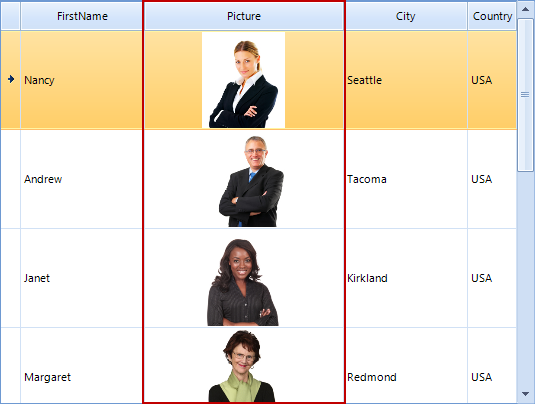 FirstName Picture City Country
Nancy Seattle USA
Andrew Tacoma USA
Janet Kirkland USA
Margaret Redmond USA